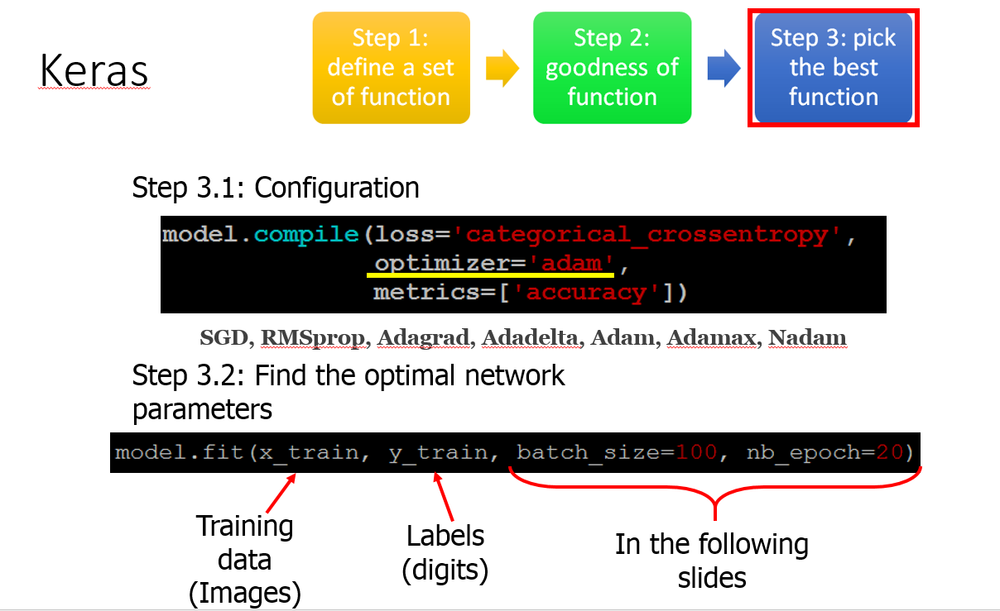 Keras
Step 1:
define a set
of function
Step 2:
goodness of
function
Step 3: pick
the best
function
Step 3.1: Configuration
model.compile(loss='categorical_crossentropy',
optimizer='adam',
metrics=['accuracy'])
SGD, RMSprop, Adagrad, Adadelta, Adam, Adamax, Nadam
Step 3.2: Find the optimal network
parameters
model.fit(x_train, y_train, batch_size=100, nb_epoch=20)
Training
data
(Images)
Labels
(digits)
In the following
slides